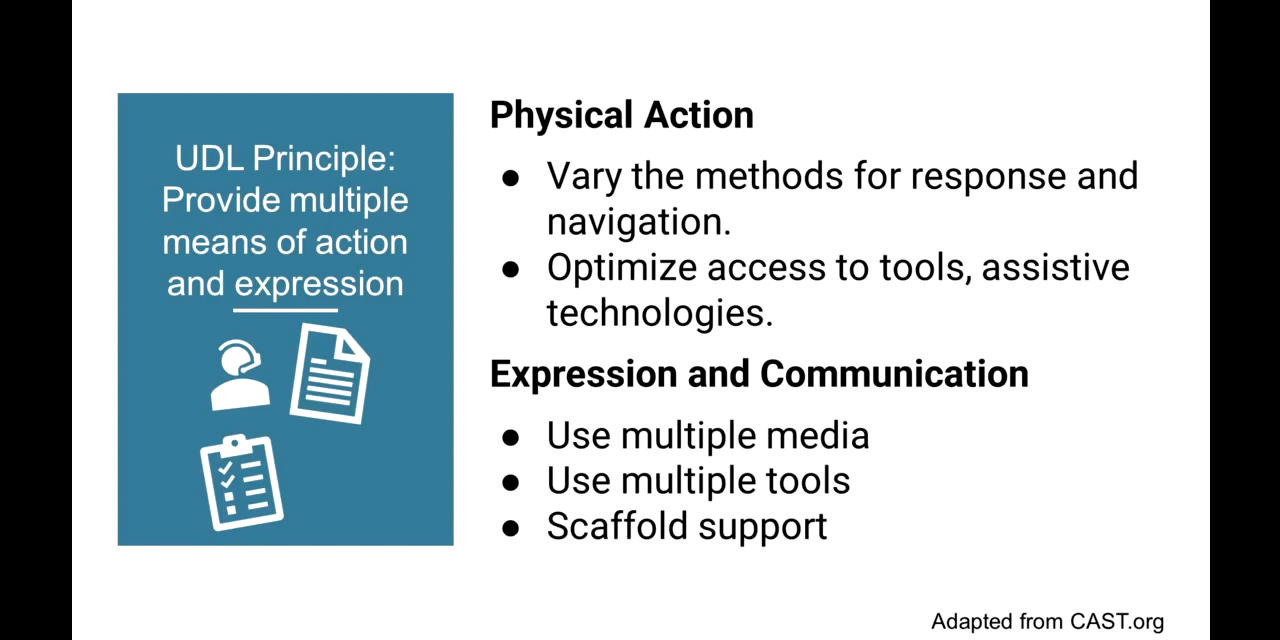 UDL Principle:
Provide multiple
means of action
and expression
Physical Action
● Vary the methods for response and
navigation.
● Optimize access to tools, assistive
technologies.
Expression and Communication
● Use multiple media
● Use multiple tools
● Scaffold support
Adapted from CAST.org